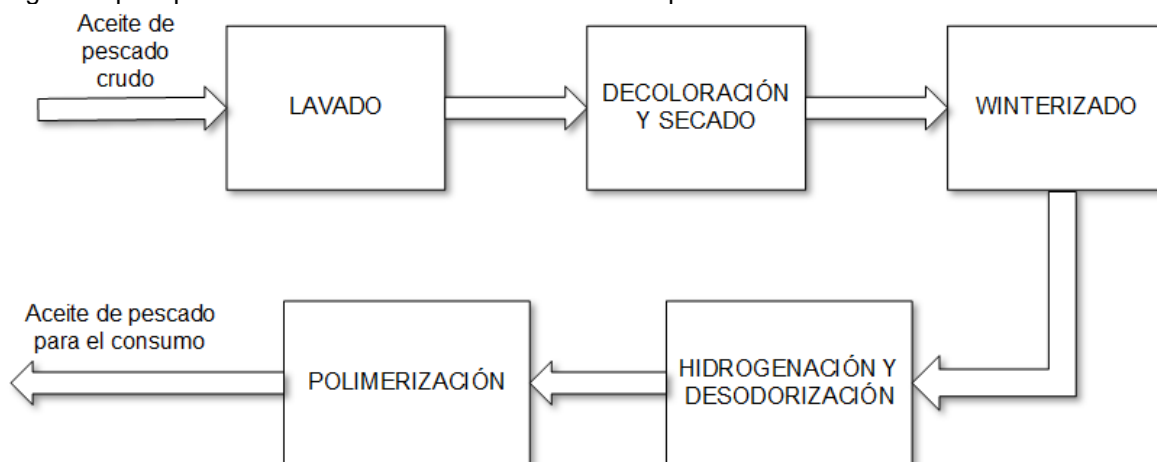 Aceite de
pescado
crudo
LAVADO
DECOLORACIÓN
Y SECADO
WINTERIZADO
HIDROGENACIÓN Y
DESODORIZACIÓN
POLIMERIZACIÓN
Aceite de pescado
para el consumo